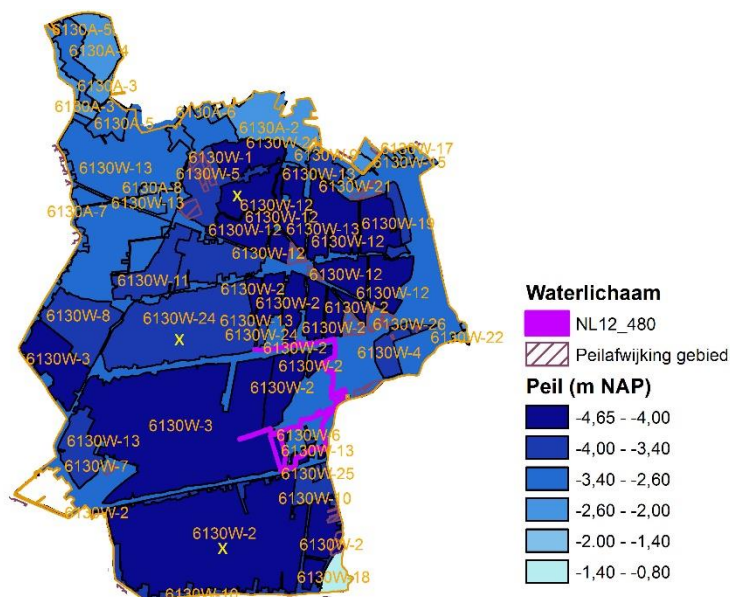 6130A-5
6130A-4
6130A-3
6130A-3
6130A-5
6130A-6
6130A-2
6130W-1
6130W-17
6130W-15
6130W-13
6130W-5
6130W-13
6130W-21
6130A-8
6130W-13
6130A-7
X
6130W-12
6130W-12
6130W-12
6130W-13
6130W-19
6130W-12
6130W-12
6130W-11
6130W-12
6130W-2
6130W-12
6130W-8
6130W-24
6130W-13
6130W-2
6130W-2
6130W-26
6130W-24
6130W-2
6130W-22
X
6130W-3
6130W-2
6130W-4
6130W-2
6130W-2
6130W-3
6130W-6
6130W-13
6130W-13
6130W-7
6130W-25
6130W-10
6130W-2
6130W-2
X
6130W-2
6130W-18
Waterlichaam
NL12_480
Peilafwijking gebied
Peil (m NAP)
-4,65 - -4,00
-4,00 - -3,40
-3,40 - -2,60
-2,60 - -2,00
-2.00 - -1,40
-1,40 - -0,80